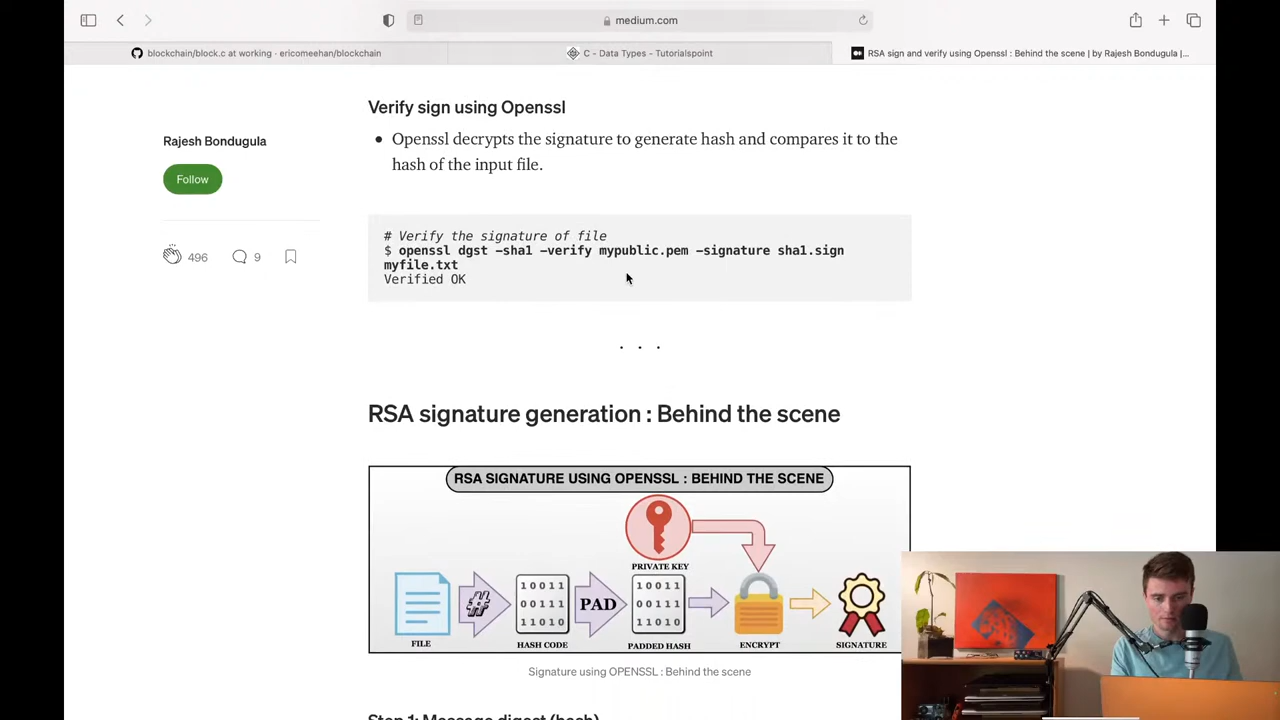 medium.com
blockchain/block.c at working · ericomeehan/blockchain
C - Data Types - Tutorialspoint
RSA sign and verify using Openssl : Behind the scene | by Rajesh Bondugula |...
Verify sign using Openssl
Rajesh Bondugula
Follow
496
9
• Openssl decrypts the signature to generate hash and compares it to the
hash of the input file.
# Verify the signature of file
$ openssl dgst -sha1 -verify mypublic.pem -signature sha1.sign
myfile.txt
Verified OK
. . .
RSA signature generation : Behind the scene
RSA SIGNATURE USING OPENSSL : BEHIND THE SCENE
PRIVATE KEY
#
10011
00111
11010
PAD
10011
00111
11010
FILE
HASH CODE
PADDED HASH
ENCRYPT
SIGNATURE
Signature using OPENSSL : Behind the scene
Step 1: Message digest (hash)